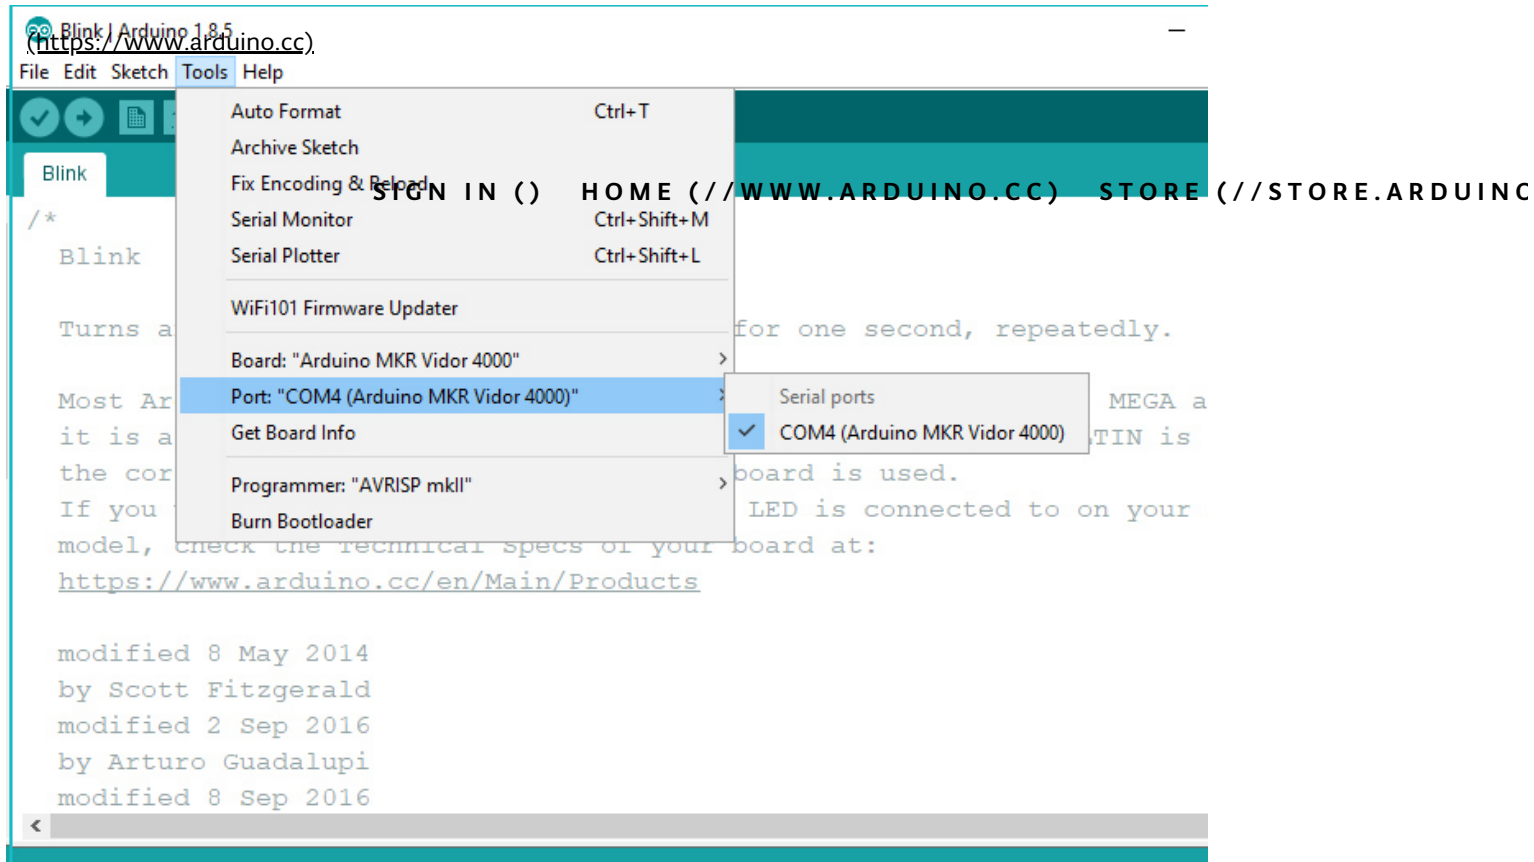 Blink | Arduino 1.8.5
(https://www.arduino.cc)
File Edit Sketch Tools Help
Auto Format Ctrl+T
Archive Sketch
Blink
Fix Encoding & Reload
SIGN IN () HOME (//WWW.ARDUINO.CC) STORE (//STORE.ARDUINO
/*
Serial Monitor Ctrl+Shift+M
Blink
Serial Plotter Ctrl+Shift+L
WiFi101 Firmware Updater
Turns a for one second, repeatedly.
Board: "Arduino MKR Vidor 4000"
Port: "COM4 (Arduino MKR Vidor 4000)"
Serial ports
Most Ar MEGA a
Get Board Info
COM4 (Arduino MKR Vidor 4000)
it is a TIN is
the cor board is used.
Programmer: "AVRISP mkII"
If you LED is connected to on your
Burn Bootloader
model, check the Technical Specs of your board at:
https://www.arduino.cc/en/Main/Products
modified 8 May 2014
by Scott Fitzgerald
modified 2 Sep 2016
by Arturo Guadalupi
modified 8 Sep 2016